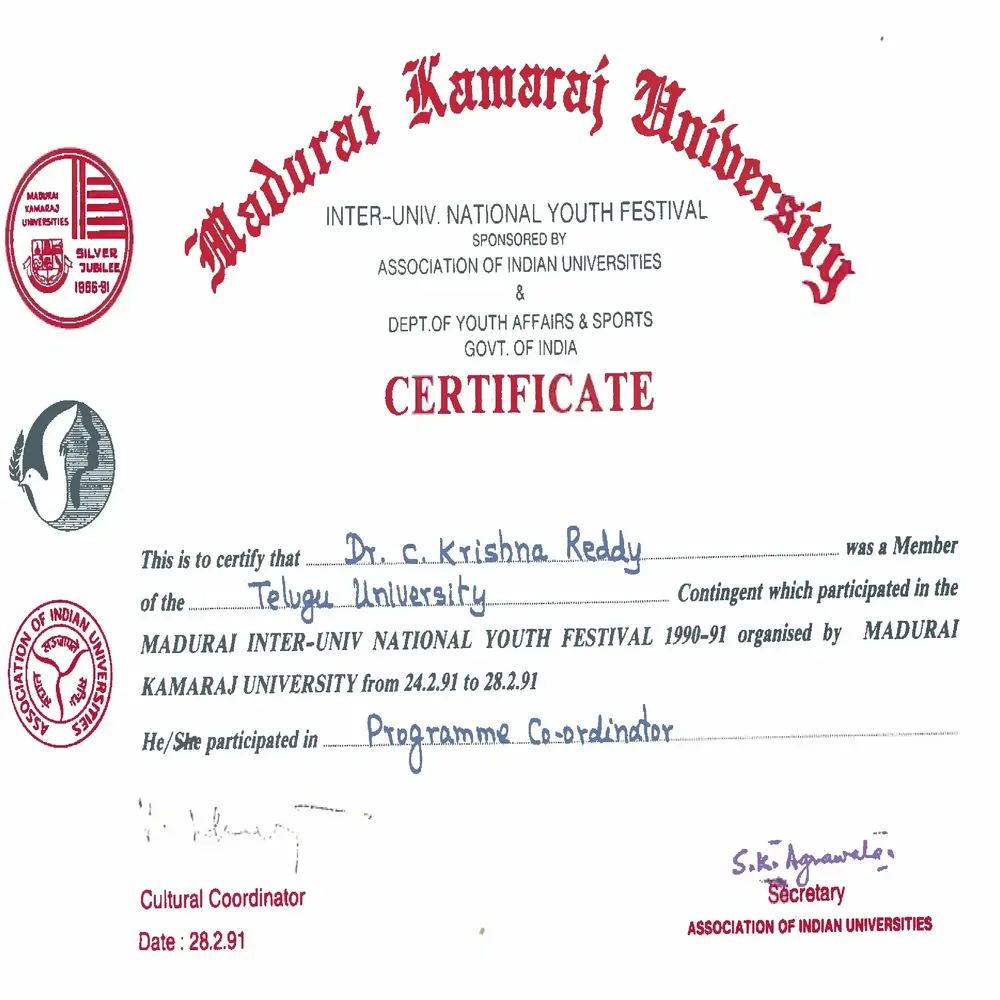 Madurai Kamaraj University
MADURAI
KAMARAJ
UNIVERSITIES
SILVER
JUBILEE
1966-91
INTER-UNIV. NATIONAL YOUTH FESTIVAL
SPONSORED BY
ASSOCIATION OF INDIAN UNIVERSITIES
&
DEPT.OF YOUTH AFFAIRS & SPORTS
GOVT. OF INDIA
CERTIFICATE
This is to certify that Dr. C. Krishna Reddy was a Member
of the Telugu University Contingent which participated in the
MADURAI INTER-UNIV NATIONAL YOUTH FESTIVAL 1990-91 organised by MADURAI
KAMARAJ UNIVERSITY from 24.2.91 to 28.2.91
ASSOCIATION OF INDIAN UNIVERSITIES
He/She participated in Programme Co-ordinator
S.K. Agrawala.
Cultural Coordinator
Secretary
Date : 28.2.91
ASSOCIATION OF INDIAN UNIVERSITIES